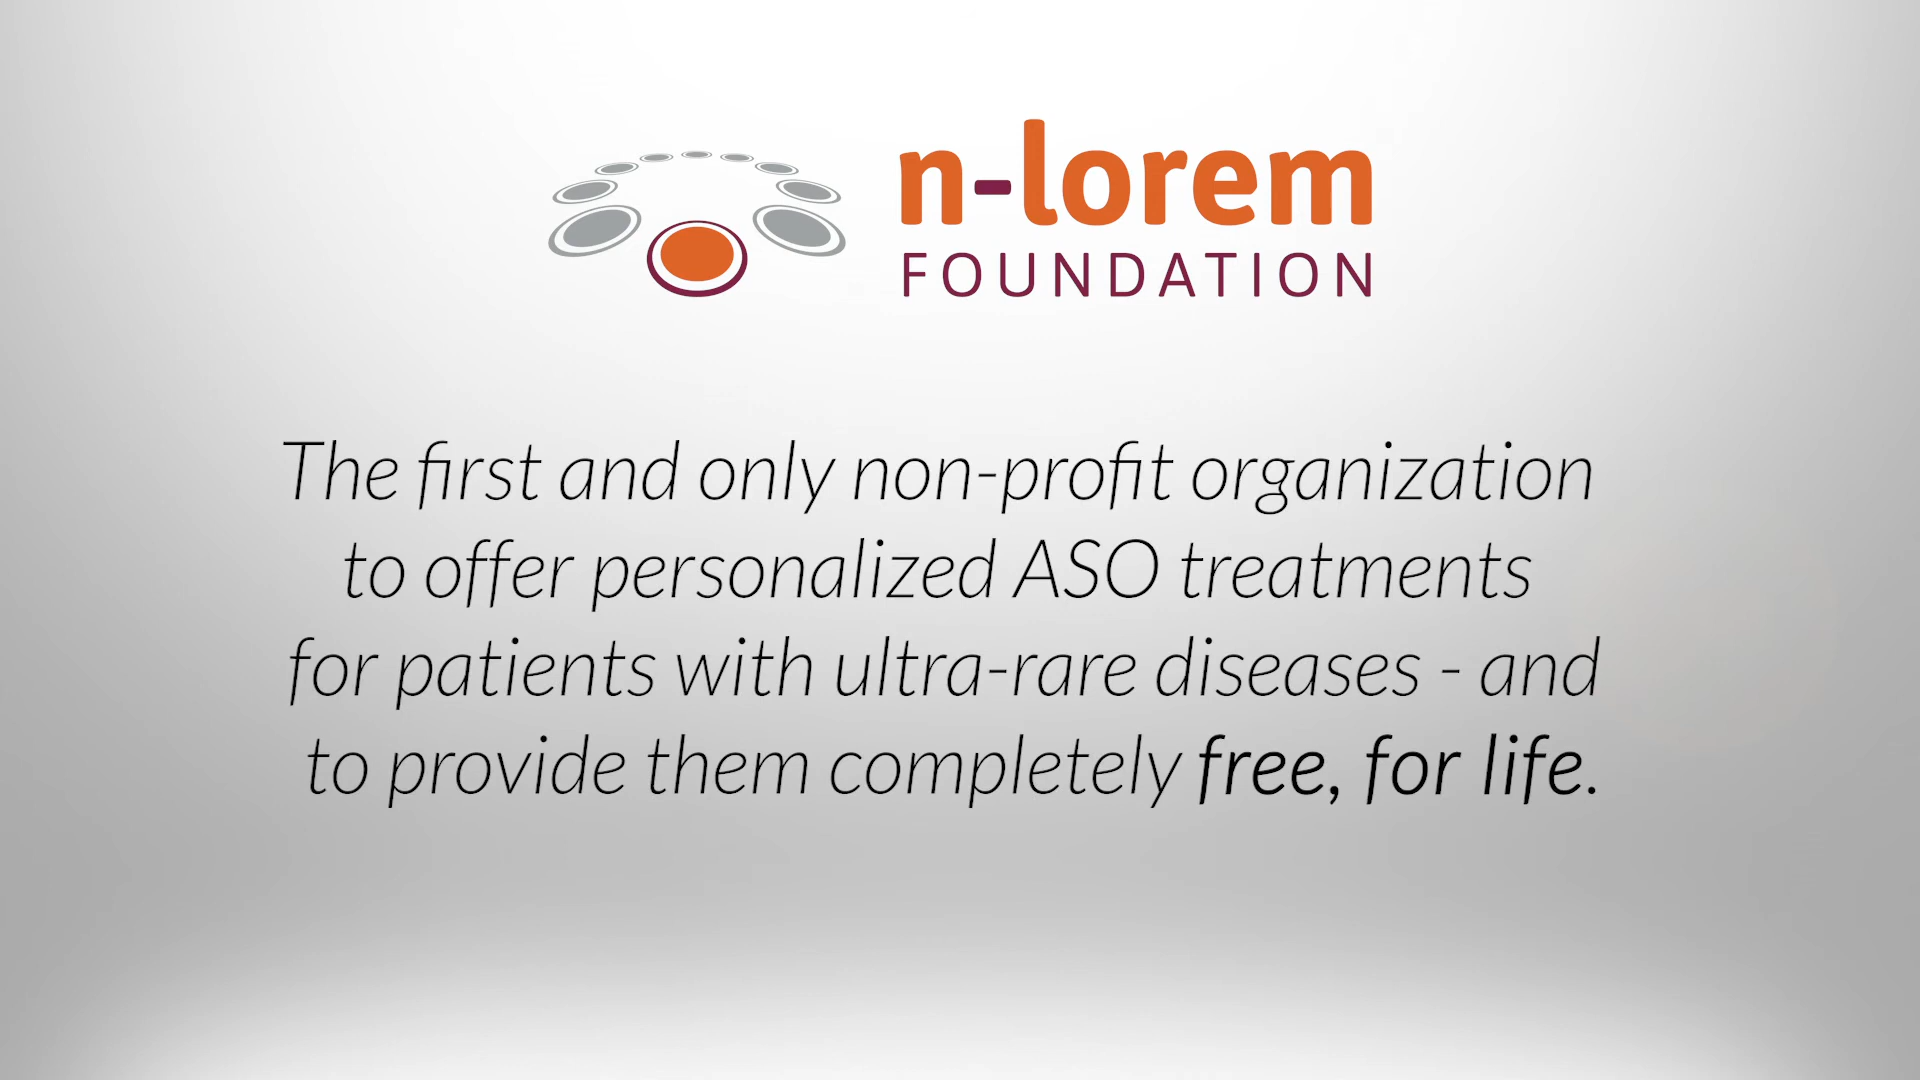 n-lorem
FOUNDATION
The first and only non-profit organization
to offer personalized ASO treatments
for patients with ultra-rare diseases - and
to provide them completely free, for life.